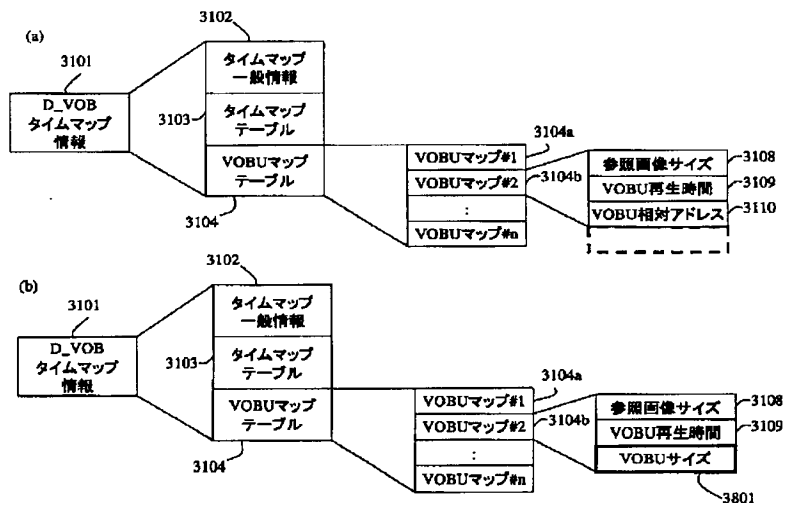 (a)
3102
3101
タイムマップ
一般情報
D_VOB
タイムマップ
情報
3103
タイムマップ
テーブル
VOBUマップ
テーブル
3104
VOBUマップ#1
3104a
VOBUマップ#2
3104b
:
VOBUマップ#n
参照画像サイズ
3108
VOBU再生時間
3109
VOBU相対アドレス
3110
(b)
3102
3101
タイムマップ
一般情報
D_VOB
タイムマップ
情報
3103
タイムマップ
テーブル
VOBUマップ
テーブル
3104
VOBUマップ#1
3104a
VOBUマップ#2
3104b
:
VOBUマップ#n
参照画像サイズ
3108
VOBU再生時間
3109
VOBUサイズ
3801